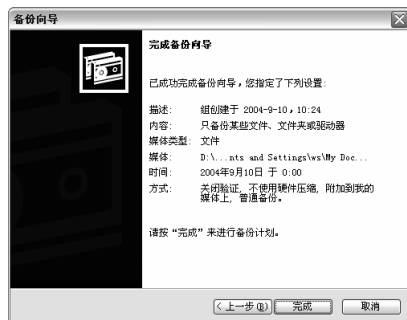 备份向导
完成备份向导
已成功完成备份向导，您指定了下列设置:
描述: 组创建于 2004-9-10，10:24
内容: 只备份某些文件、文件夹或驱动器
媒体类型: 文件
媒体: D:\...nts and Settings\ws\My Doc...
时间: 2004年9月10日 于 0:00
方式: 关闭验证, 不使用硬件压缩, 附加到我的
媒体上, 普通备份。
请按“完成”来进行备份计划。
<上一步(B) 完成 取消